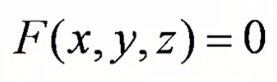 F(x, y, z) = 0